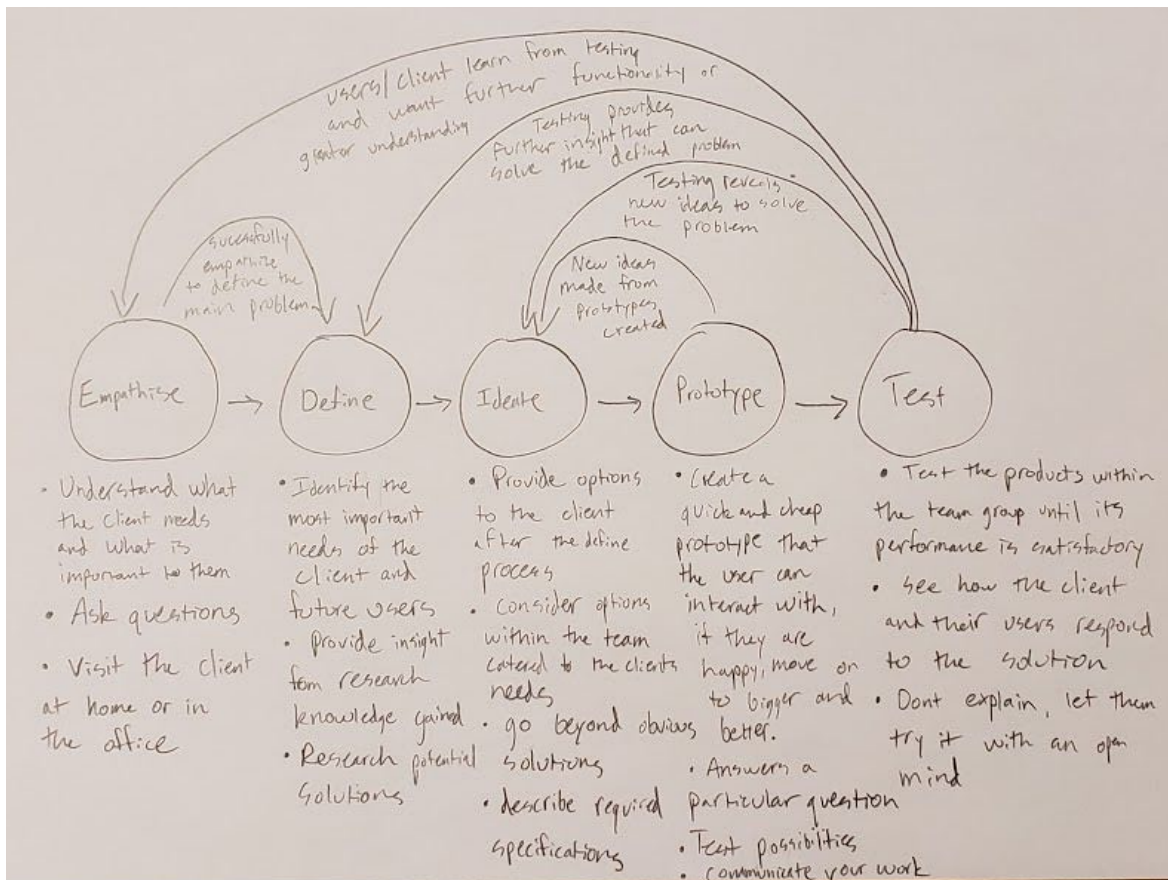 users/client learn from testing
and want further functionality or
greator understanding
Testing provides
further insight that can
solve the defined problem
Testing reveals
new ideas to solve
the problem
sucessfully
empathize
to define the
main problem
New ideas
made from
prototypes
created
Empathise
Define
Ideate
Prototype
Test
• Understand what
the client needs
and what is
important to them
• Ask questions
• Visit the client
at home or in
the office
• Identify the
most important
needs of the
client and
future users
• Provide insight
from research
knowledge gained
• Research potential
solutions
• Provide options
to the client
after the define
process
• Consider options
within the team
catered to the clients
needs
• go beyond obvious
solutions
• describe required
specifications
• Create a
quick and cheap
prototype that
the user can
interact with,
if they are
happy, move on
to bigger and
better.
• Answers a
particular question
• Test possibilities
• communicate your work
• Test the products within
the team group until its
performance is satisfactory
• See how the client
and their users respond
to the solution
• Dont explain, let them
try it with an open
mind